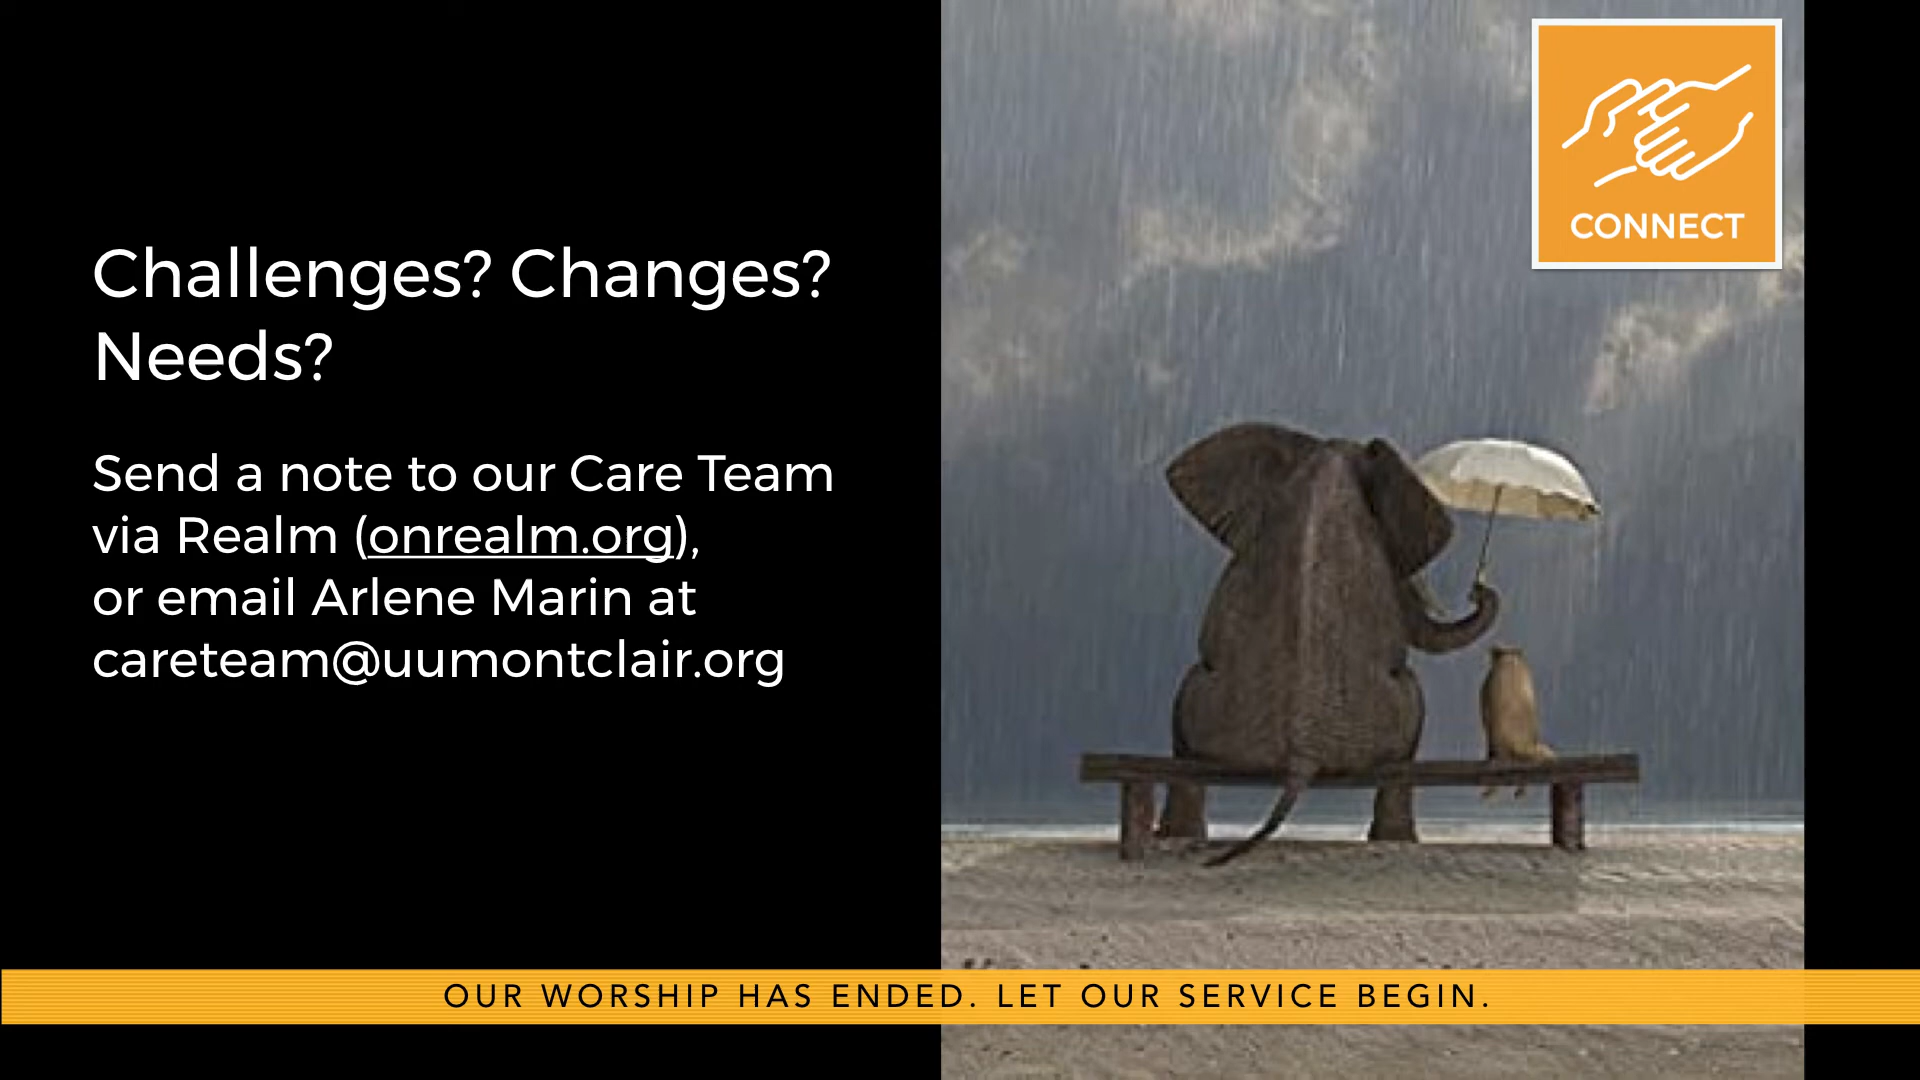 Challenges? Changes?
Needs?
Send a note to our Care Team
via Realm (onrealm.org),
or email Arlene Marin at
careteam@uumontclair.org
CONNECT
OUR WORSHIP HAS ENDED. LET OUR SERVICE BEGIN.